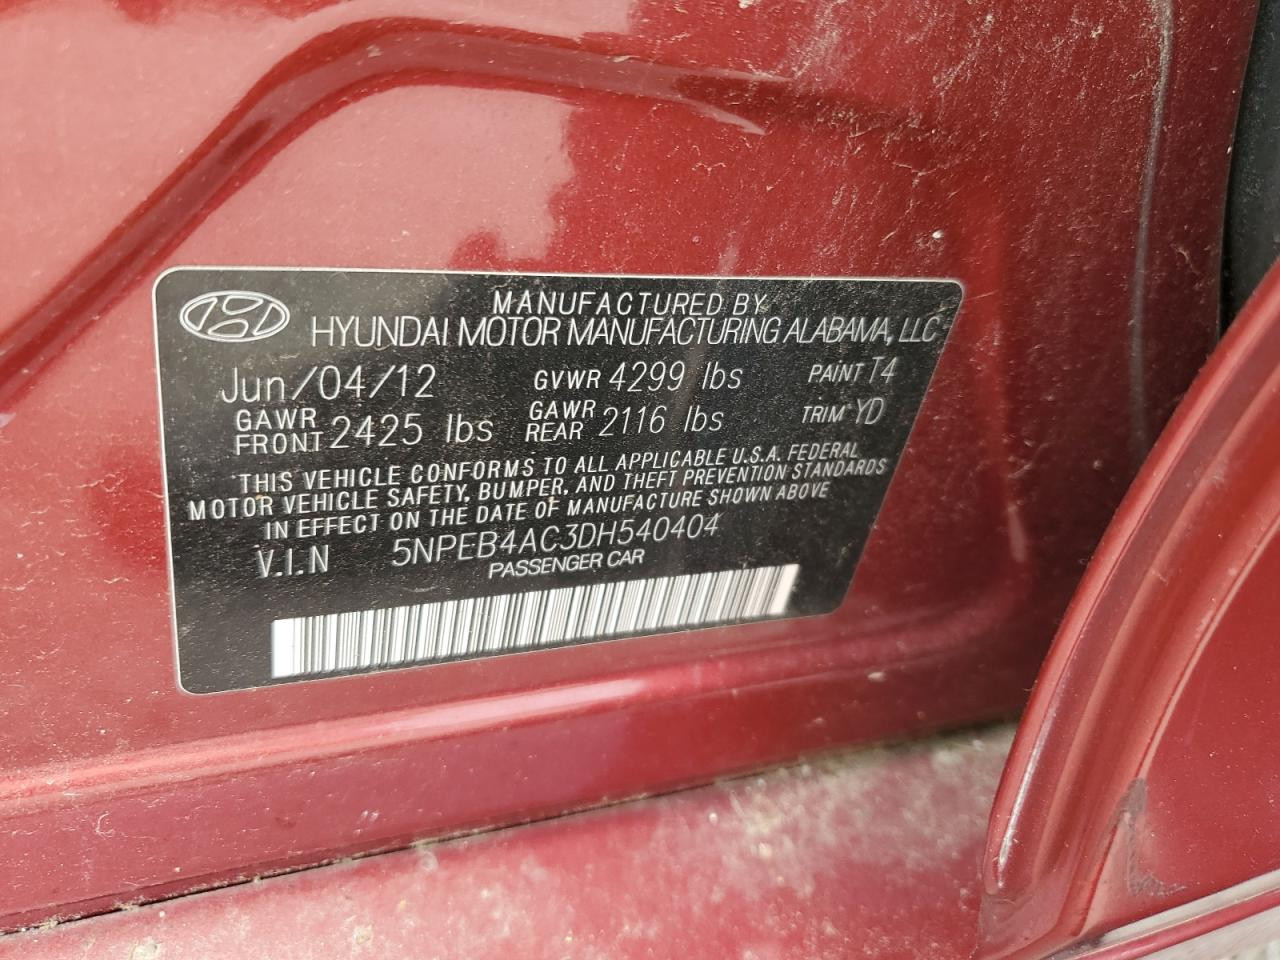 MANUFACTURED BY
HYUNDAI MOTOR MANUFACTURING ALABAMA, LLC
Jun/04/12 GVWR 4299 lbs PAINT T4
GAWR FRONT 2425 lbs GAWR REAR 2116 lbs TRIM YD
THIS VEHICLE CONFORMS TO ALL APPLICABLE U.S.A. FEDERAL
MOTOR VEHICLE SAFETY, BUMPER, AND THEFT PREVENTION STANDARDS
IN EFFECT ON THE DATE OF MANUFACTURE SHOWN ABOVE
V.I.N 5NPEB4AC3DH540404
PASSENGER CAR